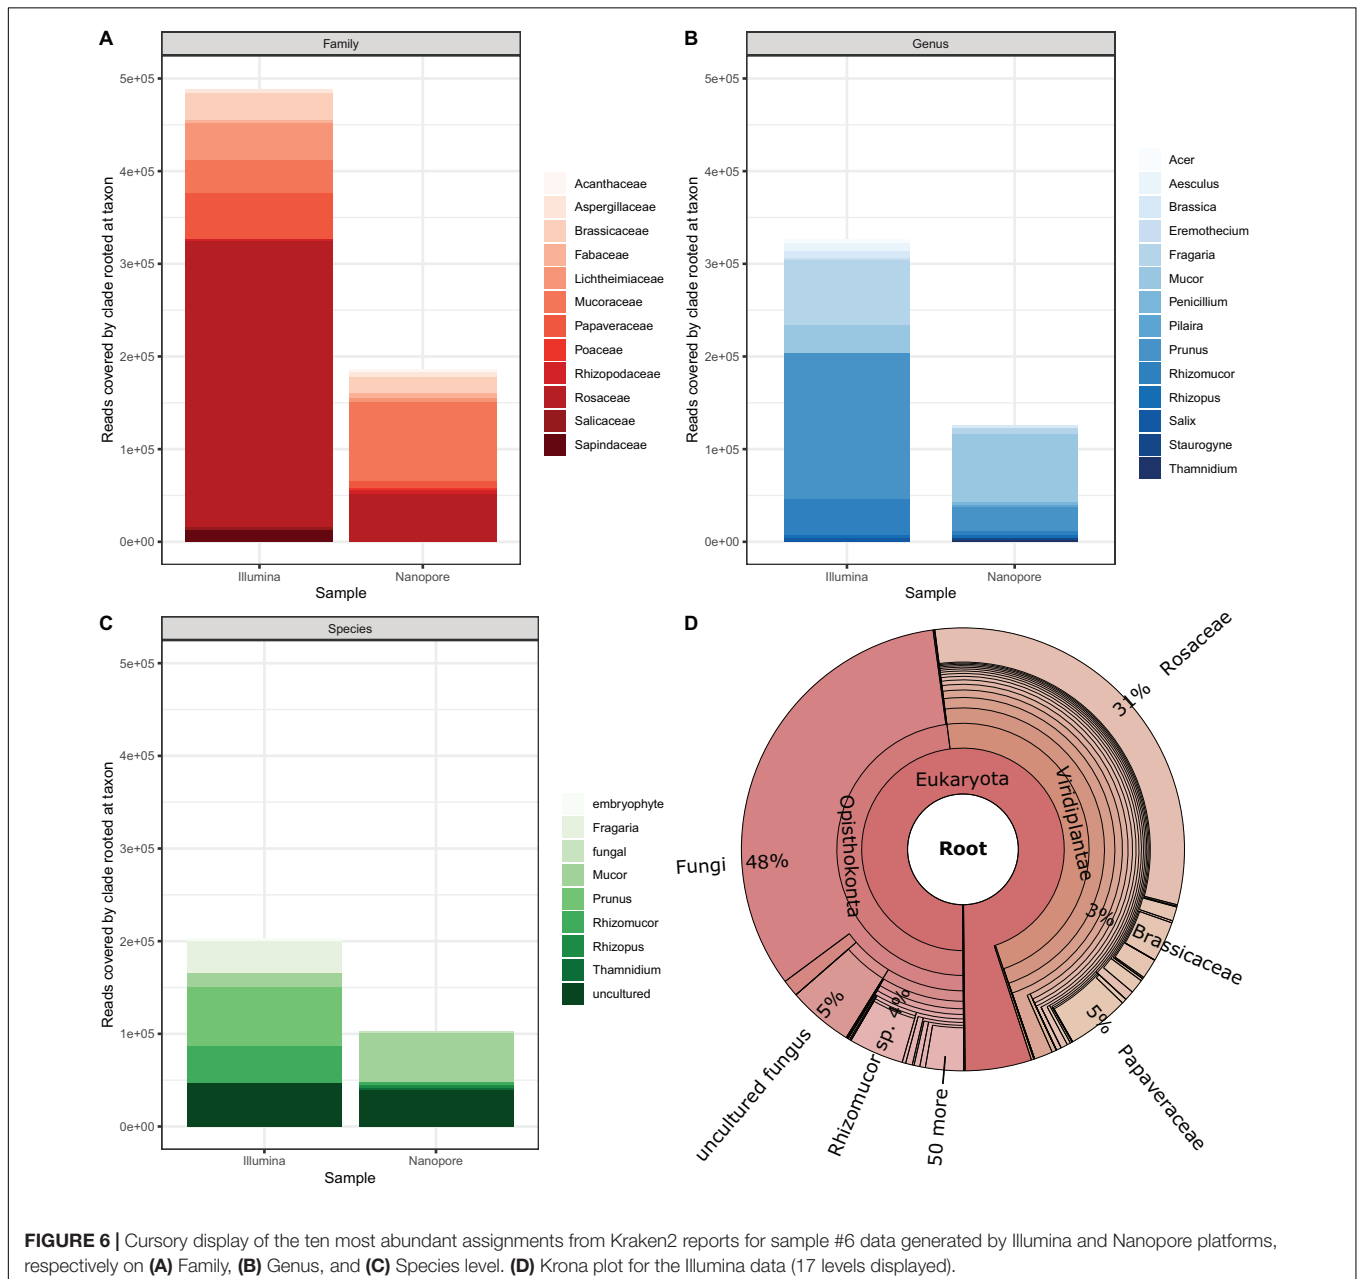 A
Family
5e+05
4e+05
3e+05
2e+05
1e+05
0e+00
Reads covered by clade rooted at taxon
Illumina
Nanopore
Sample
Acanthaceae
Aspergillaceae
Brassicaceae
Fabaceae
Lichtheimiaceae
Mucoraceae
Papaveraceae
Poaceae
Rhizopodaceae
Rosaceae
Salicaceae
Sapindaceae
B
Genus
5e+05
4e+05
3e+05
2e+05
1e+05
0e+00
Reads covered by clade rooted at taxon
Illumina
Nanopore
Sample
Acer
Aesculus
Brassica
Eremothecium
Fragaria
Mucor
Penicillium
Pilaira
Prunus
Rhizomucor
Rhizopus
Salix
Staurogyne
Thamnidium
C
Species
5e+05
4e+05
3e+05
2e+05
1e+05
0e+00
Reads covered by clade rooted at taxon
Illumina
Nanopore
Sample
embryophyte
Fragaria
fungal
Mucor
Prunus
Rhizomucor
Rhizopus
Thamnidium
uncultured
D
Root
Eukaryota
Opisthokonta
Viridiplantae
Fungi 48%
31% Rosaceae
3% Brassicaceae
5% Papaveraceae
uncultured fungus 5%
Rhizomucor sp. 4%
50 more
FIGURE 6 | Cursory display of the ten most abundant assignments from Kraken2 reports for sample #6 data generated by Illumina and Nanopore platforms,
respectively on (A) Family, (B) Genus, and (C) Species level. (D) Krona plot for the Illumina data (17 levels displayed).